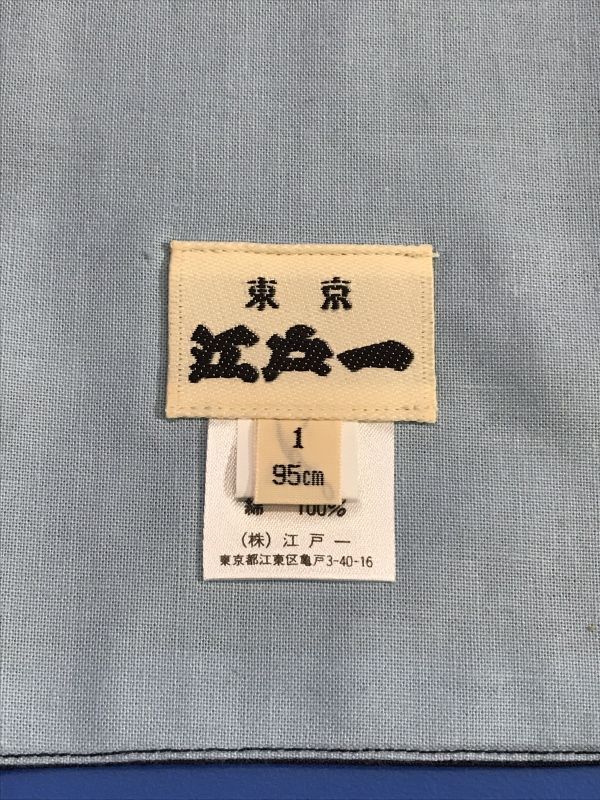 東京
江戸一
1
95cm
綿 100%
(株)江戸一
東京都江東区亀戸3-40-16